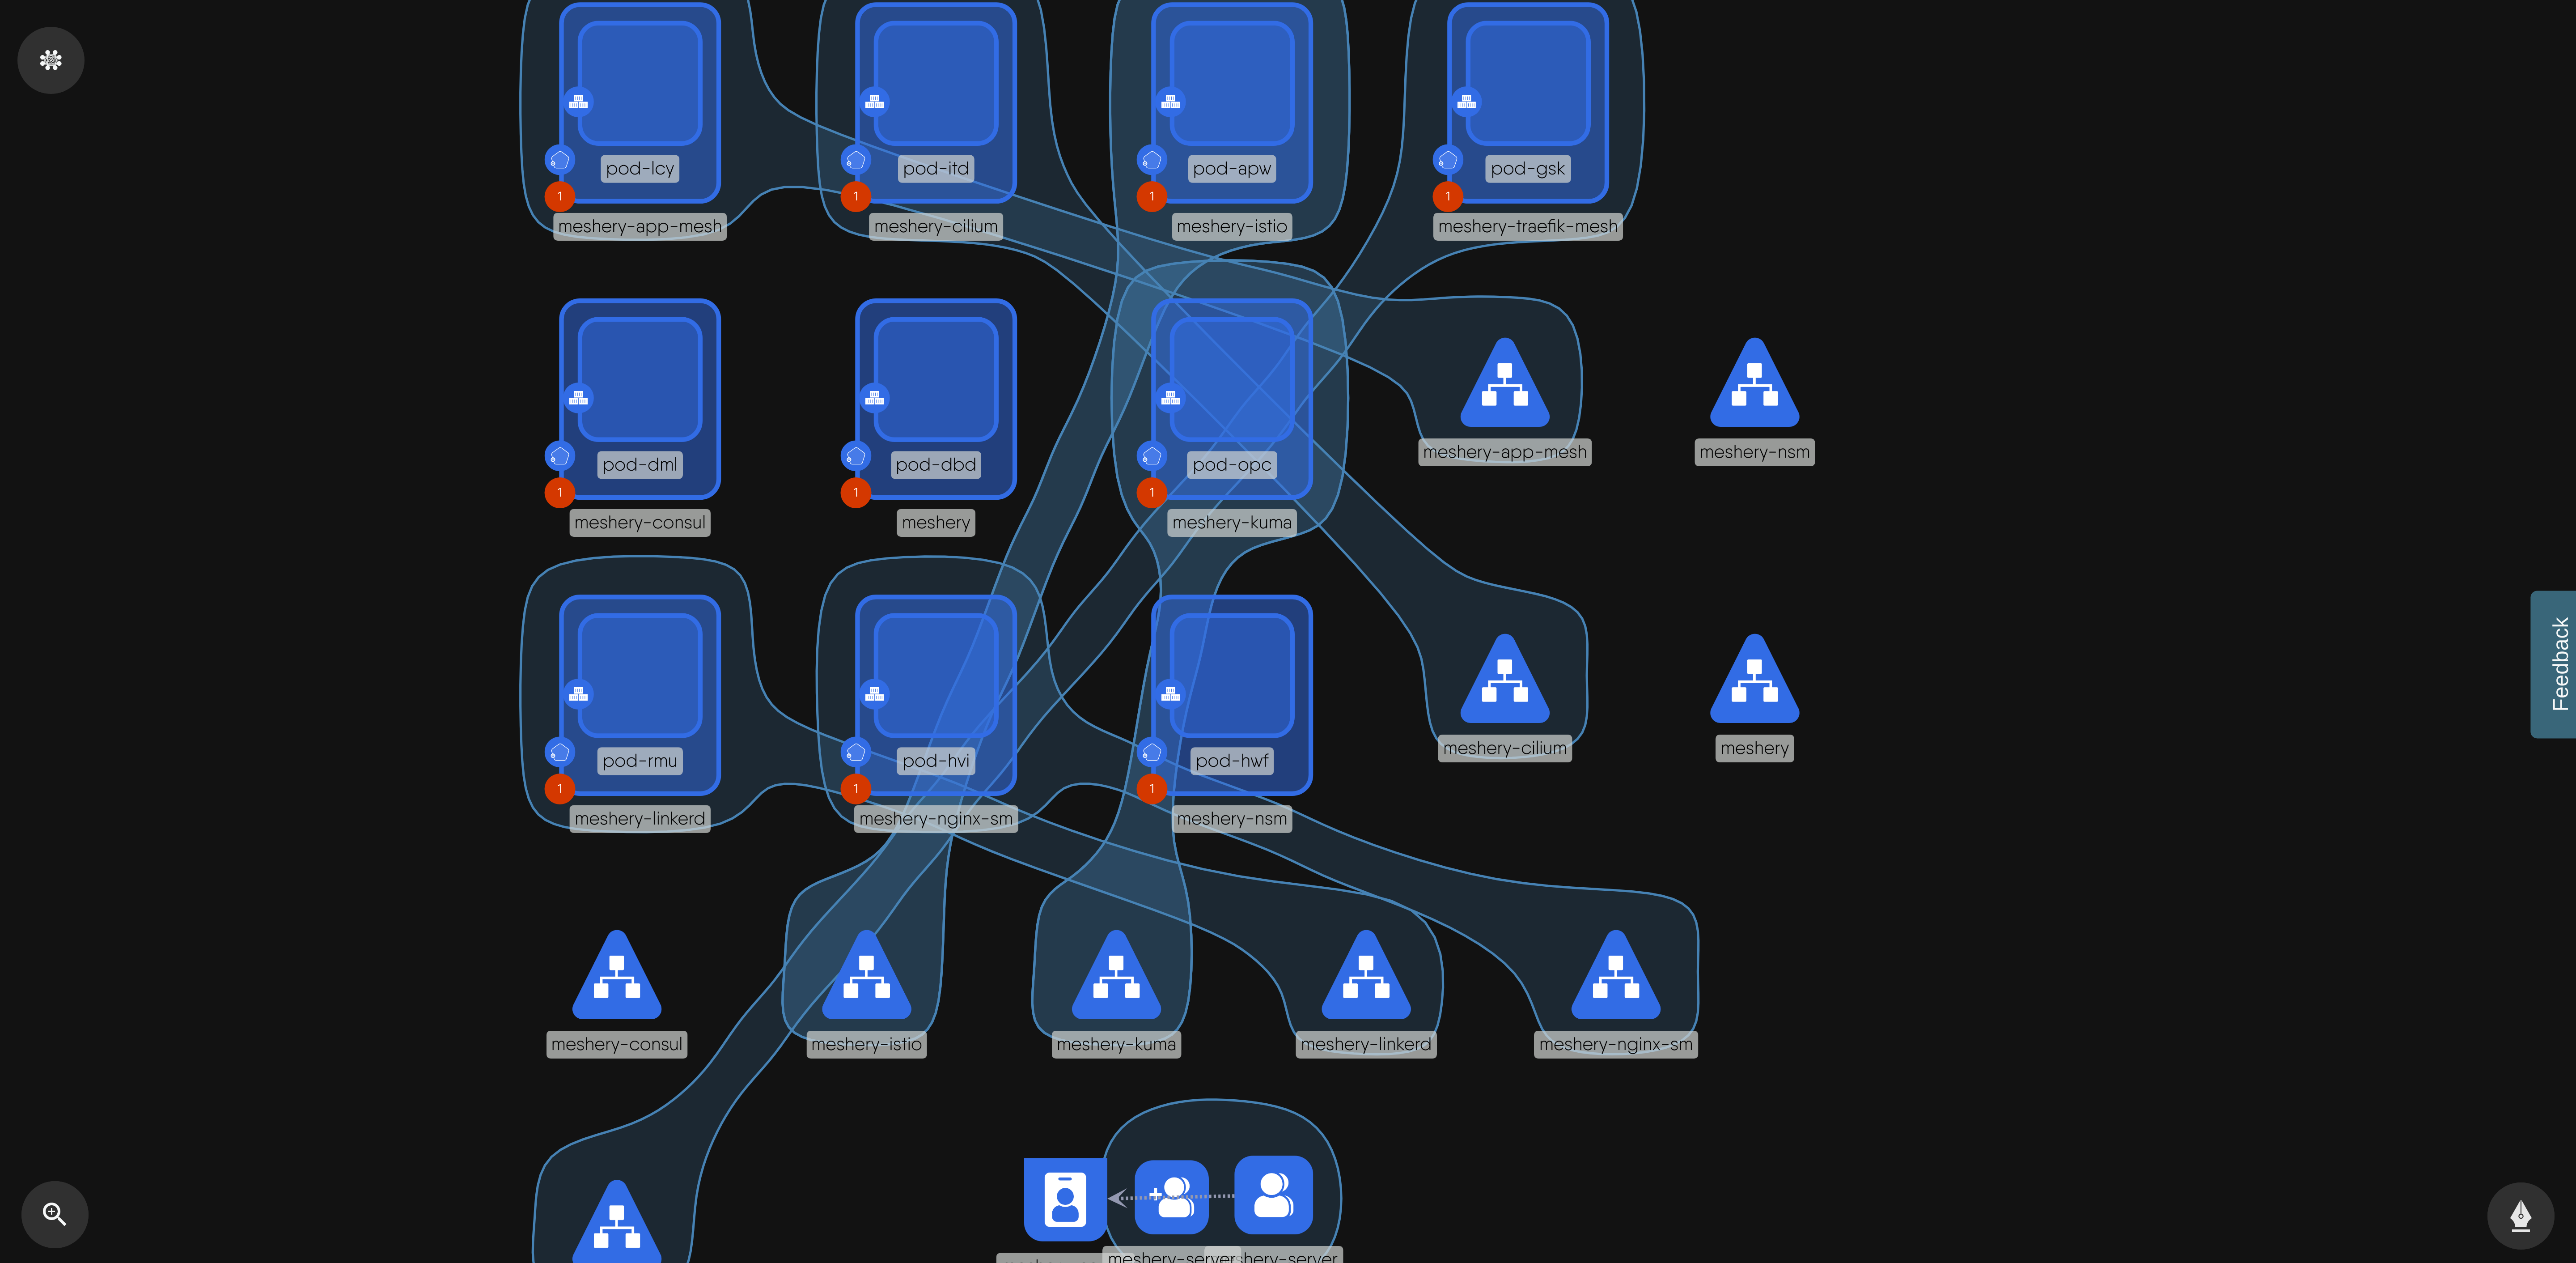 pod-lcy
pod-itd
pod-apw
pod-gsk
1
1
1
1
meshery-app-mesh
meshery-cilium
meshery-istio
meshery-traefik-mesh
pod-dml
pod-dbd
pod-opc
meshery-app-mesh
meshery-nsm
1
1
1
meshery-consul
meshery
meshery-kuma
Feedback
pod-rmu
pod-hvi
pod-hwf
meshery-cilium
meshery
1
1
1
meshery-linkerd
meshery-nginx-sm
meshery-nsm
meshery-consul
meshery-istio
meshery-kuma
meshery-linkerd
meshery-nginx-sm
meshery-server
hery-server